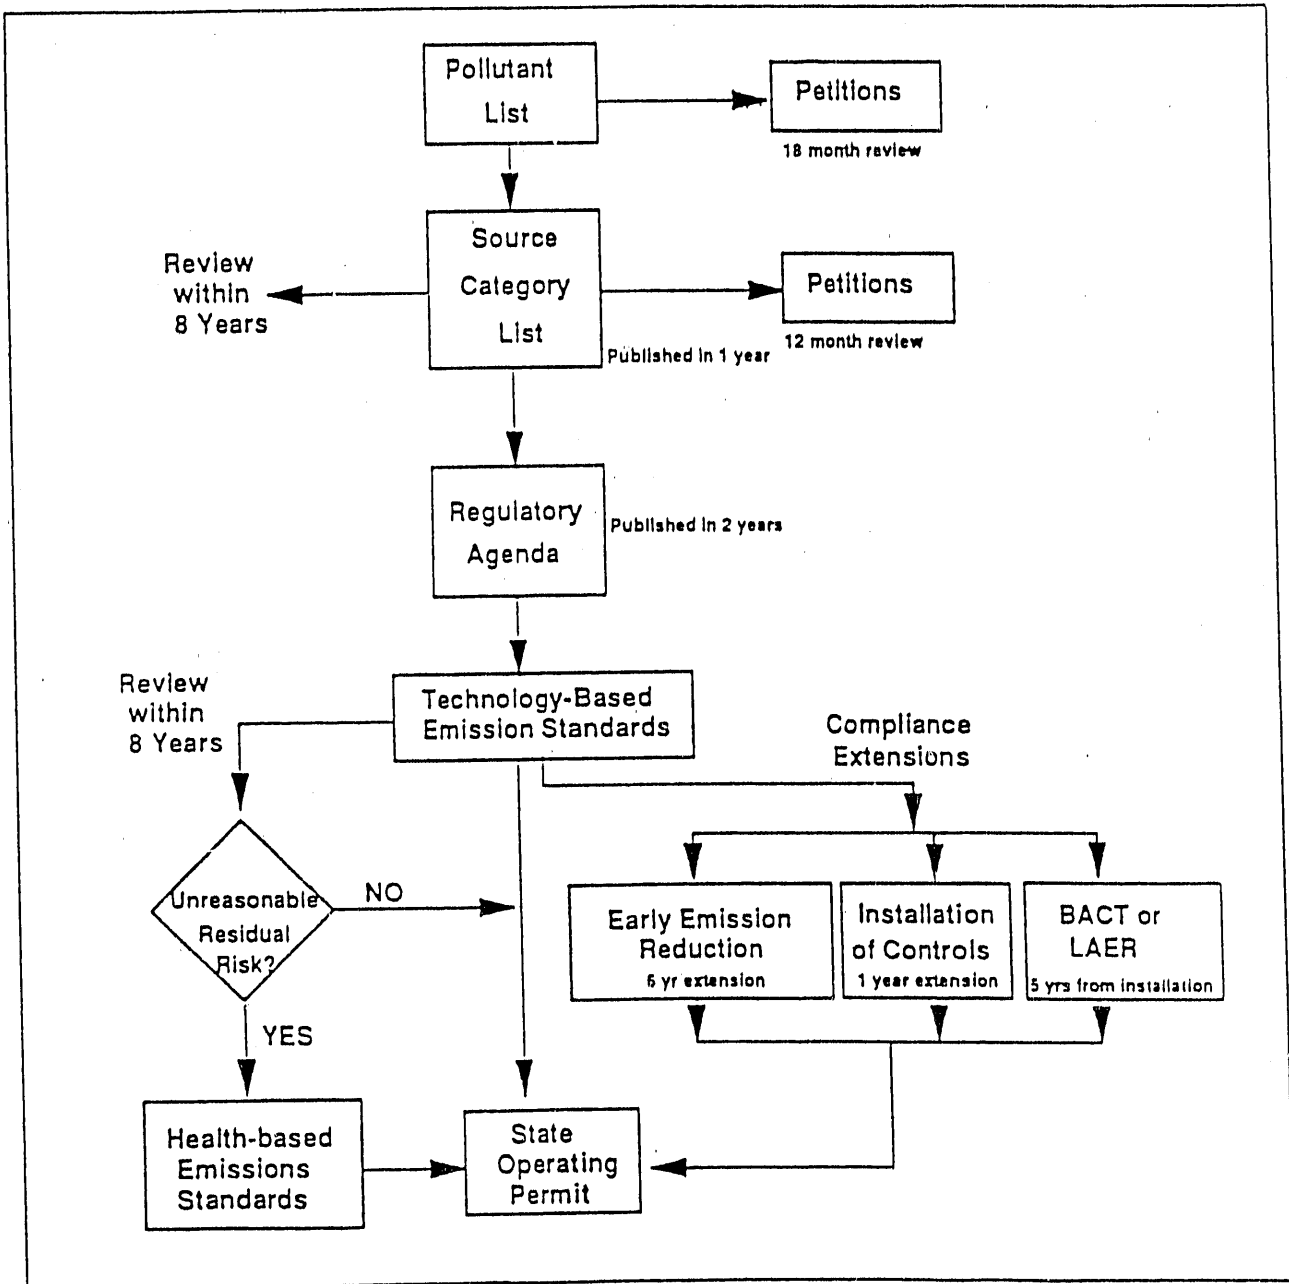 Pollutant
List
Petitions
18 month review
Source
Category
List
Published in 1 year
Petitions
12 month review
Review
within
8 Years
Regulatory
Agenda
Published in 2 years
Technology-Based
Emission Standards
Review
within
8 Years
Compliance
Extensions
Unreasonable
Residual
Risk?
NO
YES
Early Emission
Reduction
6 yr extension
Installation
of Controls
1 year extension
BACT or
LAER
5 yrs from installation
Health-based
Emissions
Standards
State
Operating
Permit